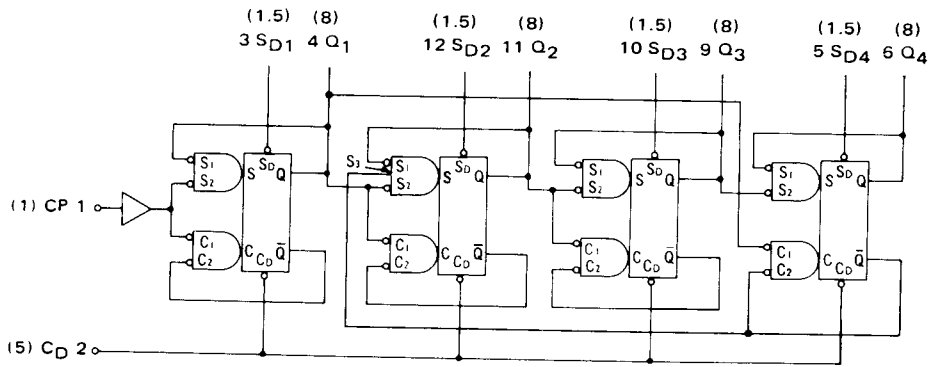 (1.5) (8) (1.5) (8) (1.5) (8) (1.5) (8)
3 SD1 4 Q1 12 SD2 11 Q2 10 SD3 9 Q3 5 SD4 6 Q4
S1 SD Q S3 S1 SD Q S1 SD Q S1 SD Q
S2 S S2 S S2 S S2 S
(1) CP 1
C1 C Q̅ C1 C Q̅ C1 C Q̅ C1 C Q̅
C2 CD C2 CD C2 CD C2 CD
(5) CD 2